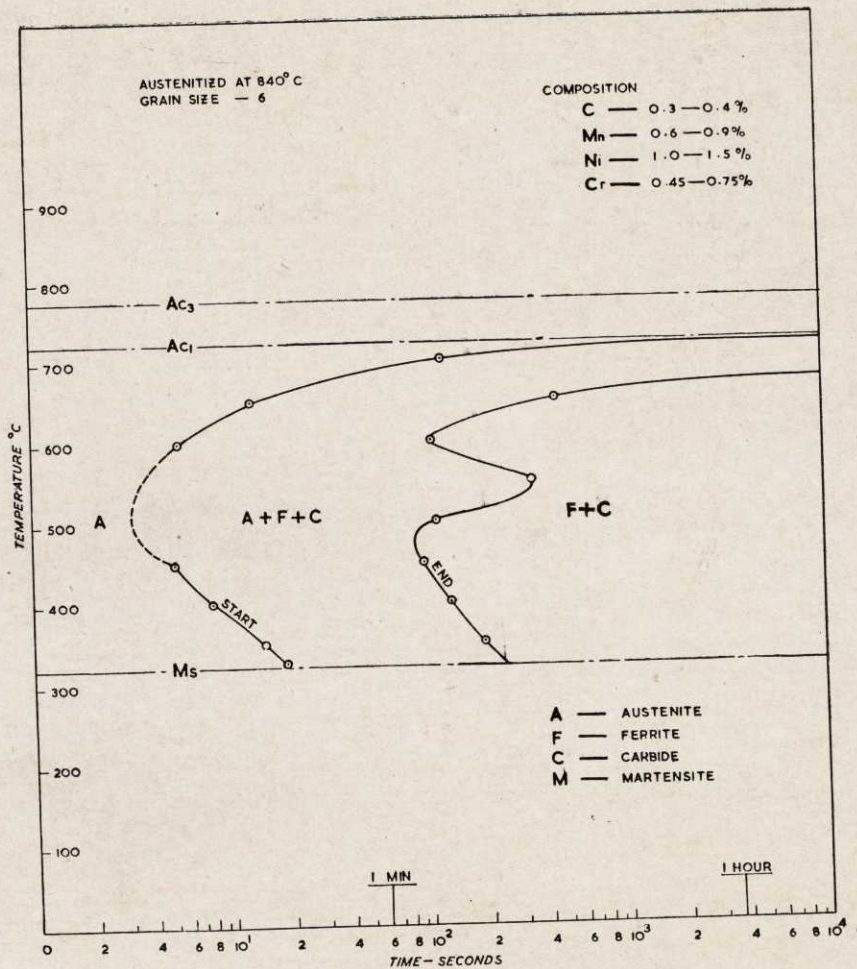 AUSTENITIZED AT 840°C
GRAIN SIZE — 6
COMPOSITION
C — 0.3 — 0.4%
Mn — 0.6 — 0.9%
Ni — 1.0 — 1.5%
Cr — 0.45 — 0.75%
900
800
Ac3
Ac1
700
600
TEMPERATURE °C
A
A + F + C
F+C
500
END
400
START
Ms
300
A — AUSTENITE
F — FERRITE
C — CARBIDE
M — MARTENSITE
200
100
1 MIN
1 HOUR
0 2 4 6 8 10¹ 2 4 6 8 10² 2 4 6 8 10³ 2 4 6 8 10⁴
TIME — SECONDS